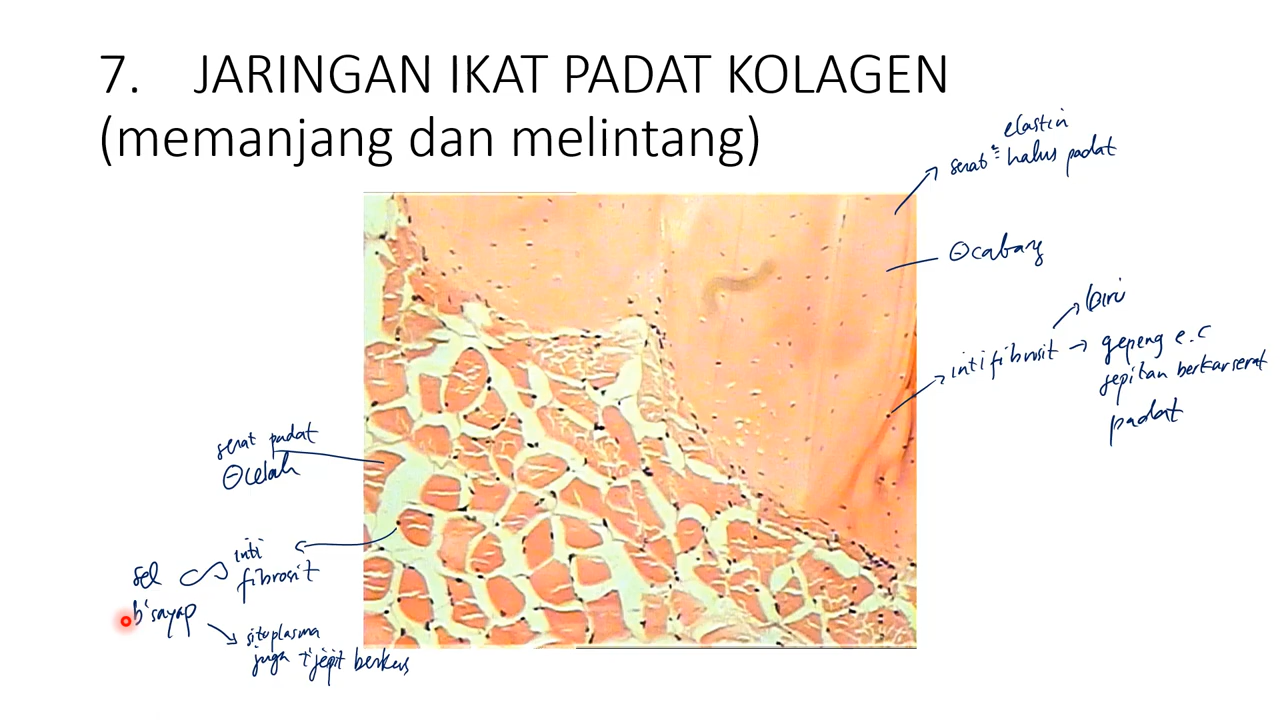 7. JARINGAN IKAT PADAT KOLAGEN
(memanjang dan melintang)
elastin
serat² halus padat
⊖cabang
biru
inti fibrosit → gepeng e.c
jepitan berkas serat
padat
serat padat
⊖celah
inti
fibrosit
sel
b'sayap
sitoplasma
juga t'jepit berkas